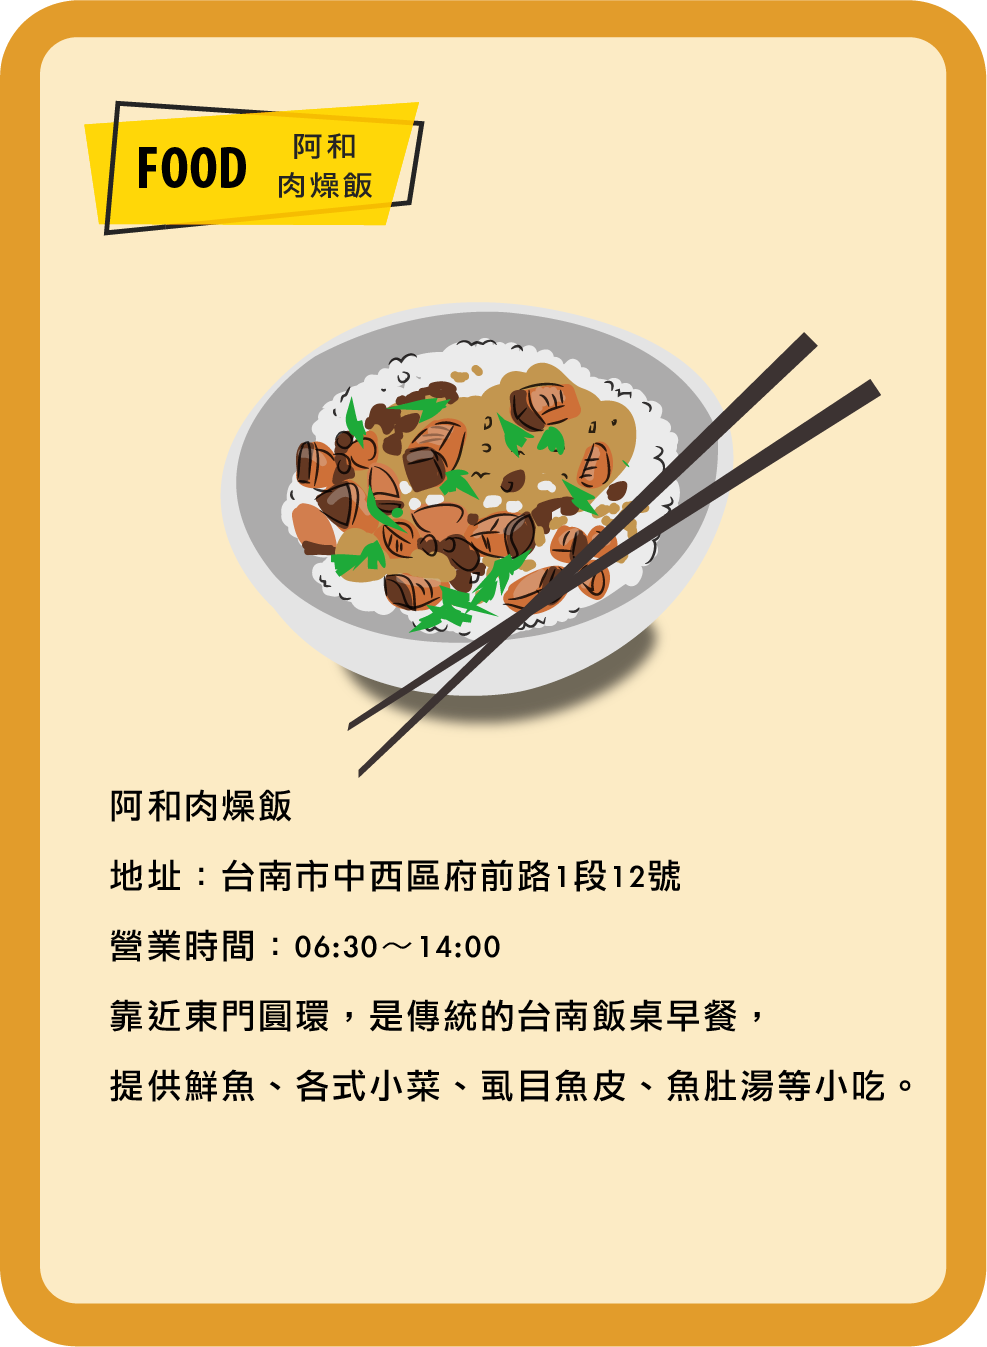 FOOD
阿和
肉燥飯
阿和肉燥飯
地址：台南市中西區府前路1段12號
營業時間：06:30～14:00
靠近東門圓環，是傳統的台南飯桌早餐，
提供鮮魚、各式小菜、虱目魚皮、魚肚湯等小吃。